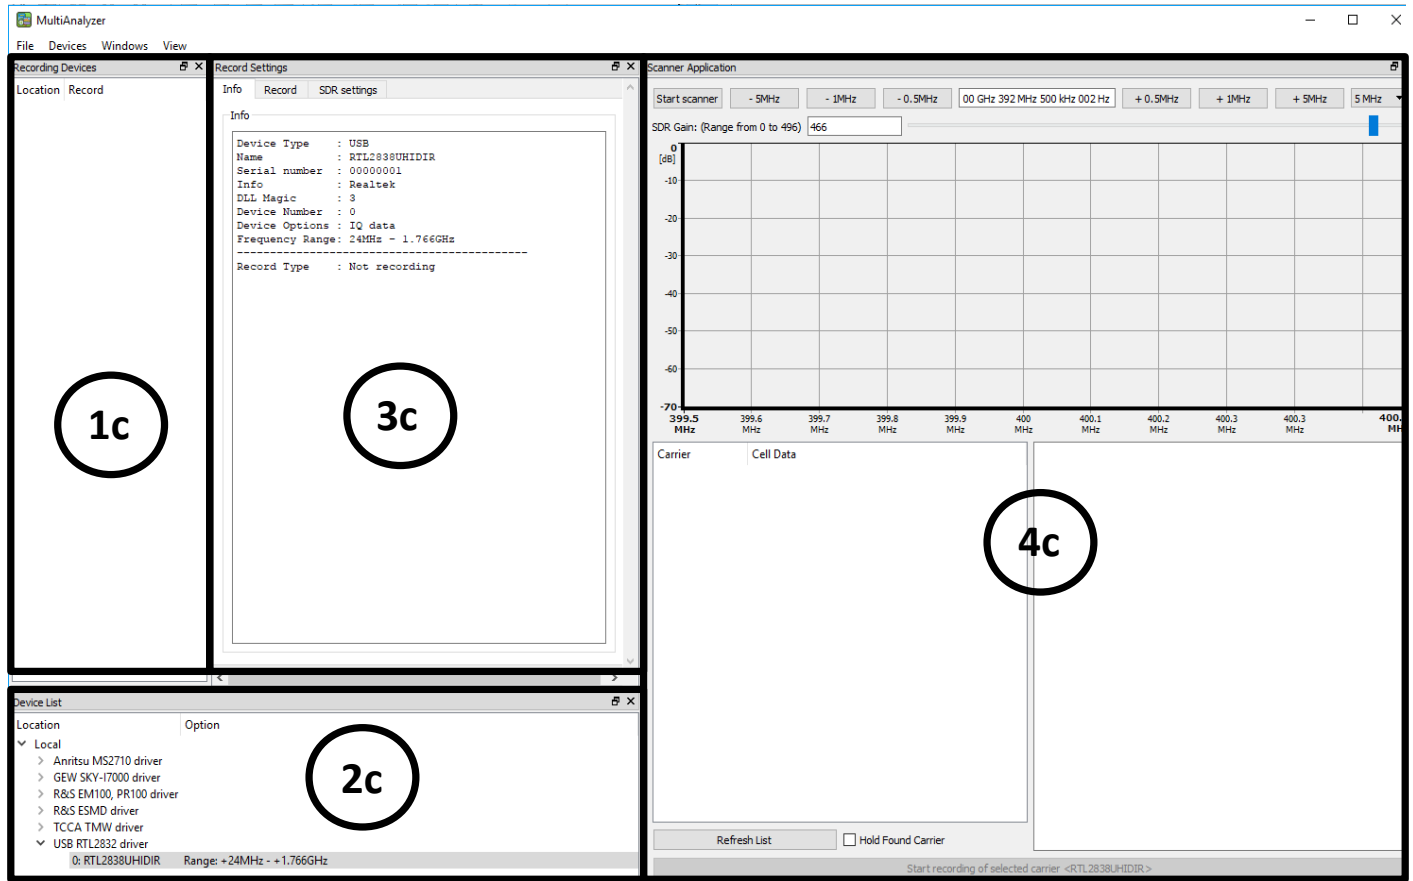 MultiAnalyzer
File Devices Windows View
Recording Devices
Location Record
1c
Record Settings
Info Record SDR settings
Info
Device Type : USB
Name : RTL2838UHIDIR
Serial number : 00000001
Info : Realtek
DLL Magic : 3
Device Number : 0
Device Options : IQ data
Frequency Range: 24MHz - 1.766GHz
--------------------------------------------
Record Type : Not recording
3c
Scanner Application
Start scanner - 5MHz - 1MHz - 0.5MHz 00 GHz 392 MHz 500 kHz 002 Hz + 0.5MHz + 1MHz + 5MHz 5 MHz
SDR Gain: (Range from 0 to 496) 466
0
[dB]
-10
-20
-30
-40
-50
-60
-70
399.5 399.6 399.7 399.8 399.9 400 400.1 400.2 400.3 400.3 400.
MHz MHz MHz MHz MHz MHz MHz MHz MHz MHz MH
Carrier Cell Data
4c
Refresh List Hold Found Carrier
Start recording of selected carrier <RTL2838UHIDIR>
Device List
Location Option
Local
Anritsu MS2710 driver
GEW SKY-I7000 driver
R&S EM100, PR100 driver
R&S ESMD driver
TCCA TMW driver
USB RTL2832 driver
0: RTL2838UHIDIR Range: +24MHz - +1.766GHz
2c